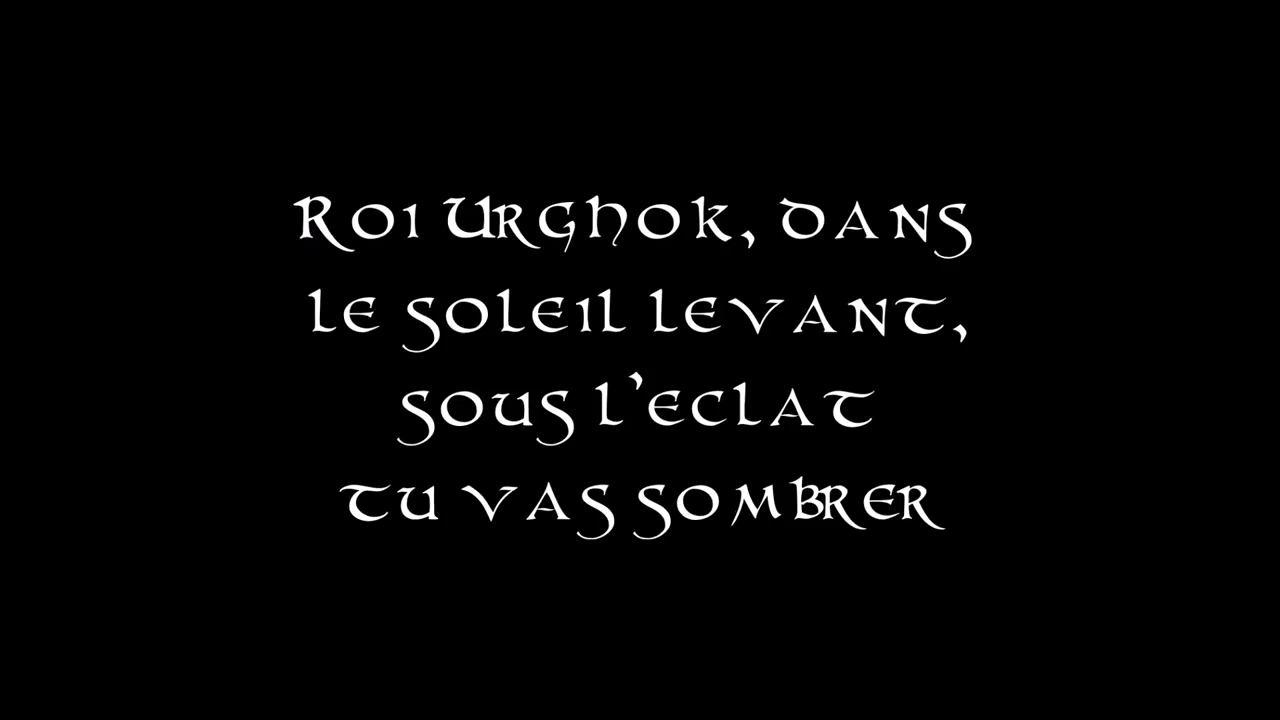 Roi Urghok, dans
le soleil levant,
sous l'eclat
tu vas sombrer